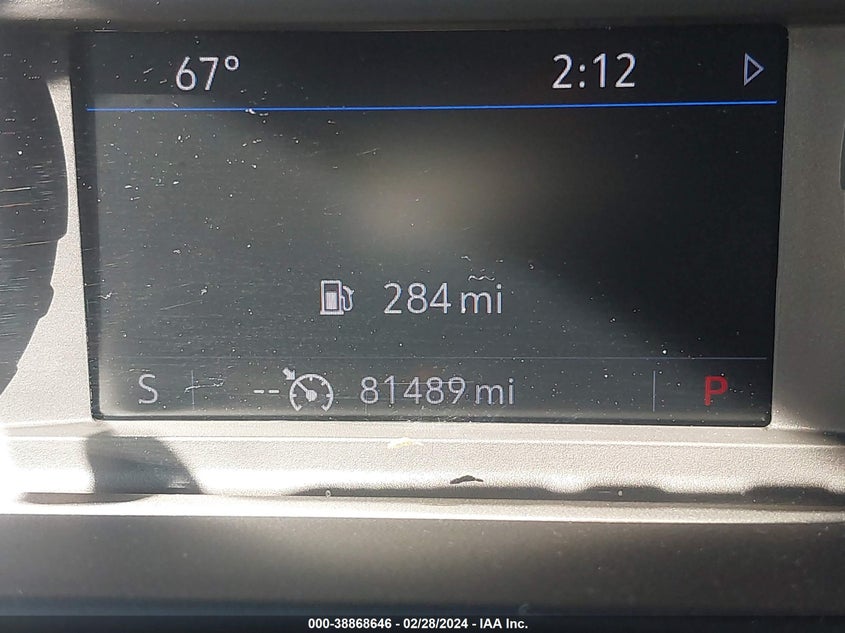 67° 2:12
284 mi
S -- 81489 mi P
000-38868646 - 02/28/2024 - IAA Inc.